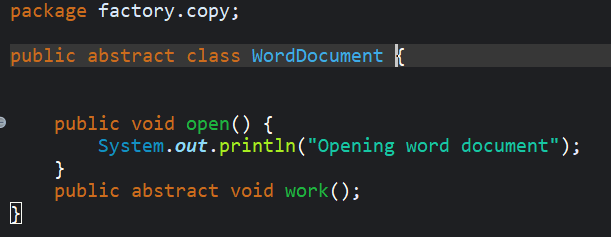 package factory.copy;
public abstract class WordDocument {
public void open() {
System.out.println("Opening word document");
}
public abstract void work();
}